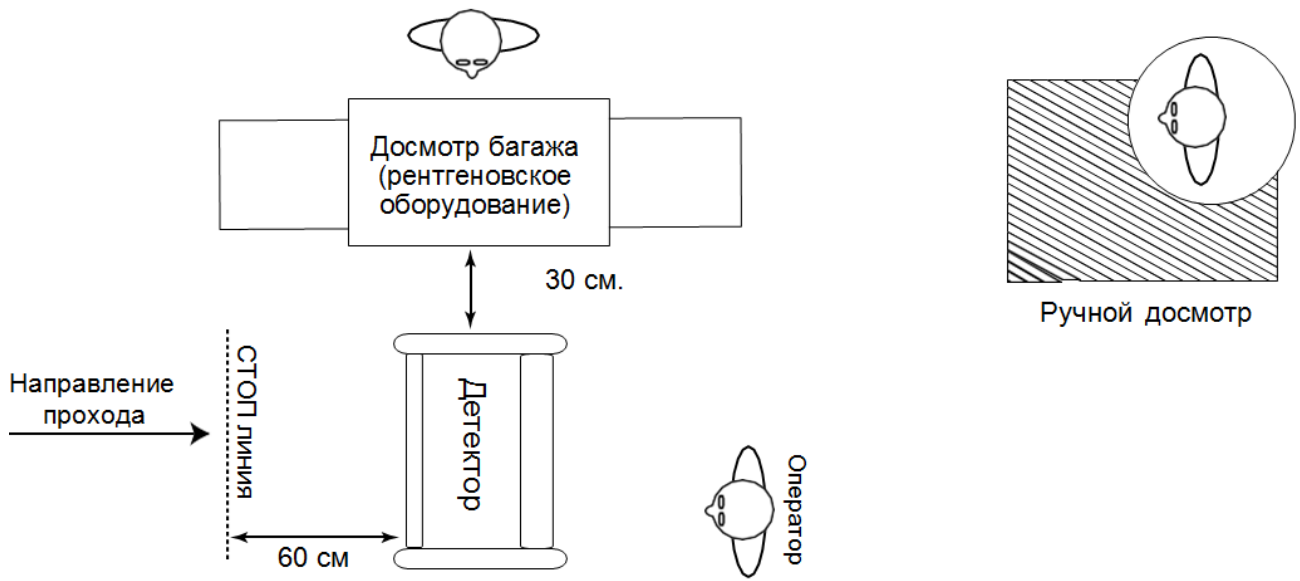 Досмотр багажа
(рентгеновское
оборудование)
30 см.
Ручной досмотр
Направление
прохода
СТОП линия
Детектор
Оператор
60 см